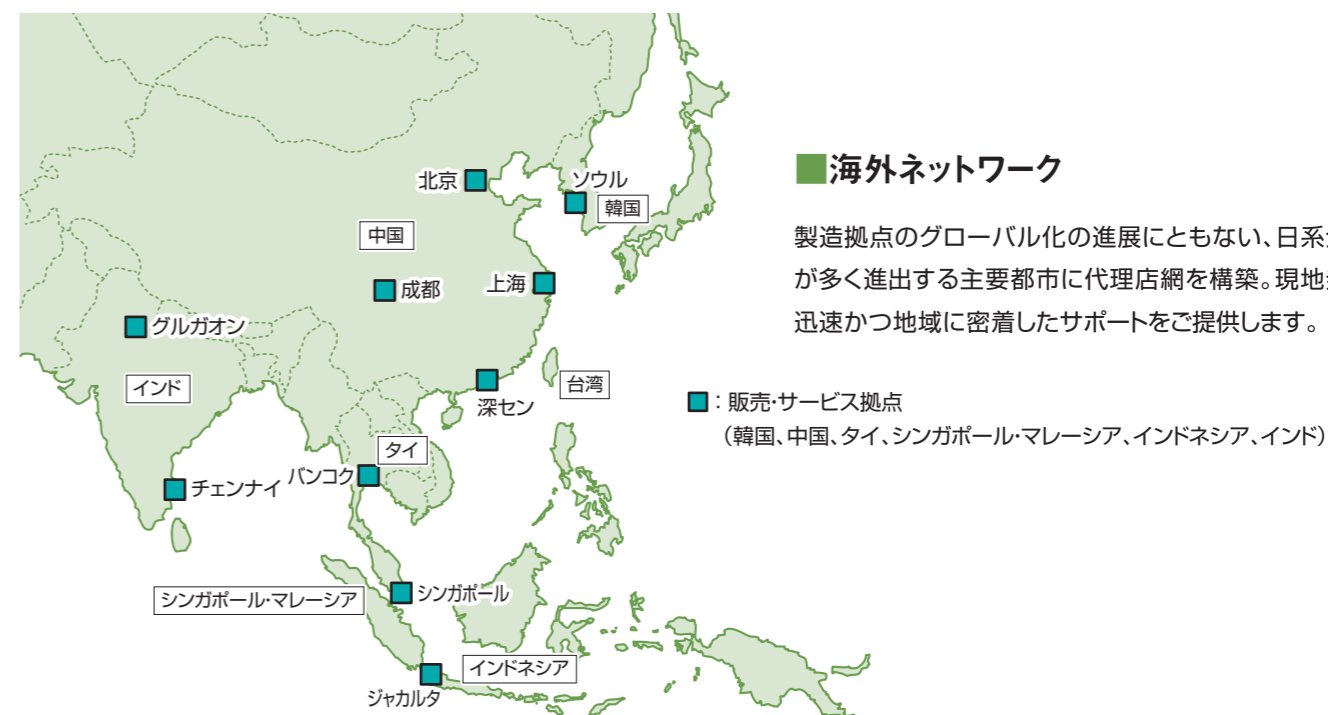 北京
ソウル
韓国
中国
成都
上海
グルガオン
インド
深セン
台湾
タイ
バンコク
チェンナイ
シンガポール・マレーシア
シンガポール
インドネシア
ジャカルタ
■海外ネットワーク
製造拠点のグローバル化の進展にともない、日系
が多く進出する主要都市に代理店網を構築。現地
迅速かつ地域に密着したサポートをご提供します。
：販売・サービス拠点
（韓国、中国、タイ、シンガポール・マレーシア、インドネシア、インド）